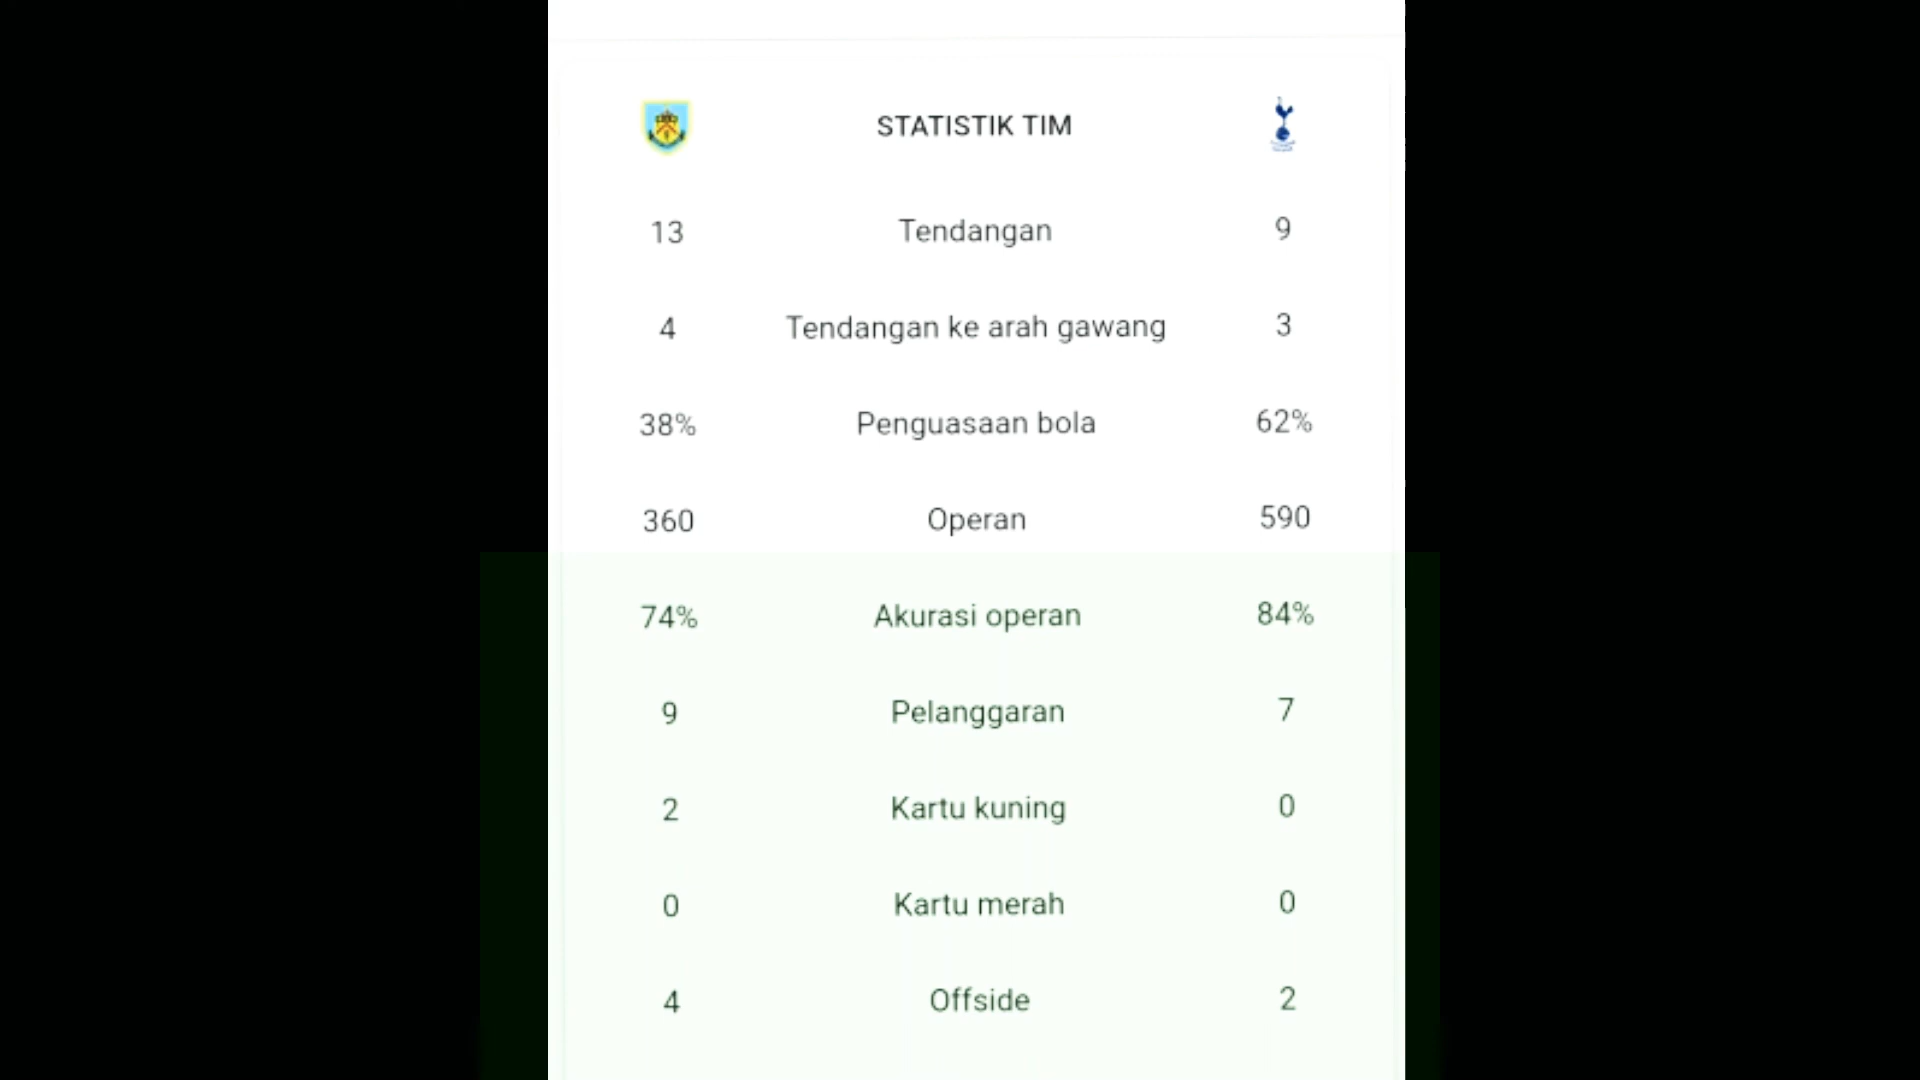 STATISTIK TIM
13 Tendangan 9
4 Tendangan ke arah gawang 3
38% Penguasaan bola 62%
360 Operan 590
74% Akurasi operan 84%
9 Pelanggaran 7
2 Kartu kuning 0
0 Kartu merah 0
4 Offside 2